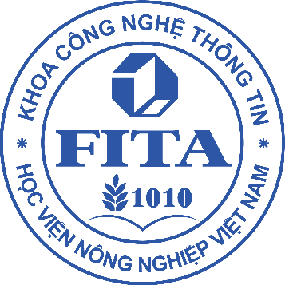 KHOA CÔNG NGHỆ THÔNG TIN
FITA
1010
* HỌC VIỆN NÔNG NGHIỆP VIỆT NAM *